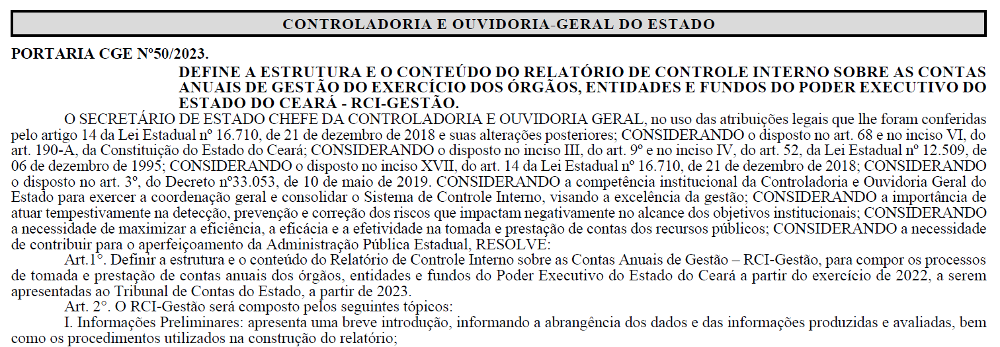 CONTROLADORIA E OUVIDORIA-GERAL DO ESTADO
PORTARIA CGE Nº50/2023.
DEFINE A ESTRUTURA E O CONTEÚDO DO RELATÓRIO DE CONTROLE INTERNO SOBRE AS CONTAS
ANUAIS DE GESTÃO DO EXERCÍCIO DOS ÓRGÃOS, ENTIDADES E FUNDOS DO PODER EXECUTIVO DO
ESTADO DO CEARÁ - RCI-GESTÃO.
O SECRETÁRIO DE ESTADO CHEFE DA CONTROLADORIA E OUVIDORIA GERAL, no uso das atribuições legais que lhe foram conferidas
pelo artigo 14 da Lei Estadual nº 16.710, de 21 de dezembro de 2018 e suas alterações posteriores; CONSIDERANDO o disposto no art. 68 e no inciso VI, do
art. 190-A, da Constituição do Estado do Ceará; CONSIDERANDO o disposto no inciso III, do art. 9º e no inciso IV, do art. 52, da Lei Estadual nº 12.509, de
06 de dezembro de 1995; CONSIDERANDO o disposto no inciso XVII, do art. 14 da Lei Estadual nº 16.710, de 21 de dezembro de 2018; CONSIDERANDO
o disposto no art. 3º, do Decreto nº33.053, de 10 de maio de 2019. CONSIDERANDO a competência institucional da Controladoria e Ouvidoria Geral do
Estado para exercer a coordenação geral e consolidar o Sistema de Controle Interno, visando a excelência da gestão; CONSIDERANDO a importância de
atuar tempestivamente na detecção, prevenção e correção dos riscos que impactam negativamente no alcance dos objetivos institucionais; CONSIDERANDO
a necessidade de maximizar a eficiência, a eficácia e a efetividade na tomada e prestação de contas dos recursos públicos; CONSIDERANDO a necessidade
de contribuir para o aperfeiçoamento da Administração Pública Estadual, RESOLVE:
Art.1°. Definir a estrutura e o conteúdo do Relatório de Controle Interno sobre as Contas Anuais de Gestão – RCI-Gestão, para compor os processos
de tomada e prestação de contas anuais dos órgãos, entidades e fundos do Poder Executivo do Estado do Ceará a partir do exercício de 2022, a serem
apresentadas ao Tribunal de Contas do Estado, a partir de 2023.
Art. 2°. O RCI-Gestão será composto pelos seguintes tópicos:
I. Informações Preliminares: apresenta uma breve introdução, informando a abrangência dos dados e das informações produzidas e avaliadas, bem
como os procedimentos utilizados na construção do relatório;